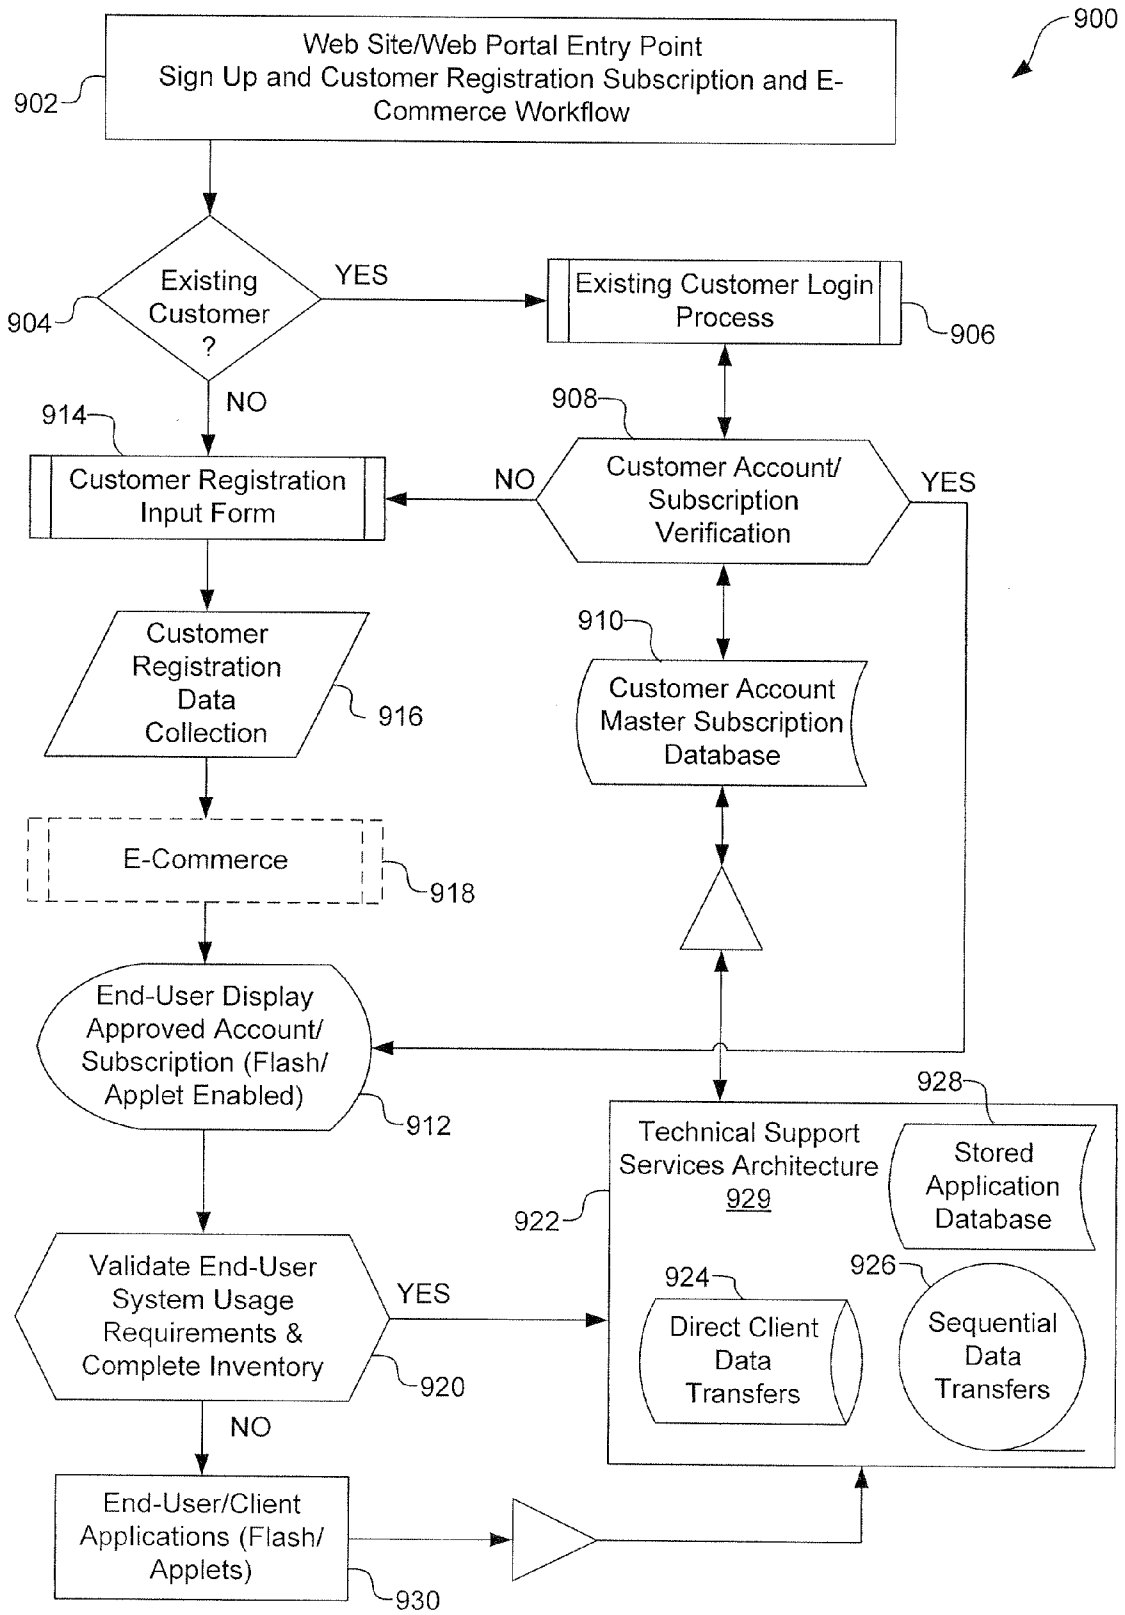 900
Web Site/Web Portal Entry Point
Sign Up and Customer Registration Subscription and E-
Commerce Workflow
902
Existing
Customer
?
904
YES
NO
Existing Customer Login
Process
906
908
Customer Account/
Subscription
Verification
NO
YES
914
Customer Registration
Input Form
910
Customer Account
Master Subscription
Database
Customer
Registration
Data
Collection
916
E-Commerce
918
End-User Display
Approved Account/
Subscription (Flash/
Applet Enabled)
912
Technical Support
Services Architecture
929
922
928
Stored
Application
Database
924
Direct Client
Data
Transfers
926
Sequential
Data
Transfers
Validate End-User
System Usage
Requirements &
Complete Inventory
920
YES
NO
End-User/Client
Applications (Flash/
Applets)
930